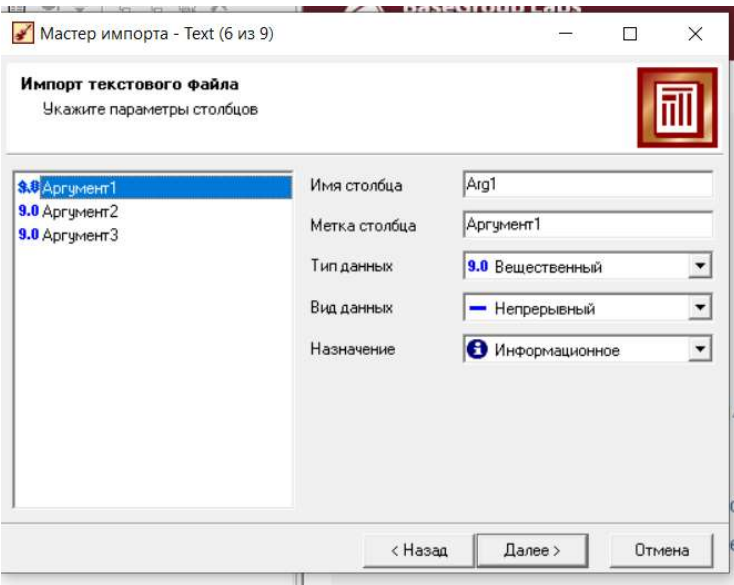 BaseGroup Labs
Мастер импорта - Text (6 из 9)
Импорт текстового файла
Укажите параметры столбцов
9.0 Аргумент1
9.0 Аргумент2
9.0 Аргумент3
Имя столбца
Arg1
Метка столбца
Аргумент1
Тип данных
9.0 Вещественный
Вид данных
Непрерывный
Назначение
Информационное
< Назад
Далее >
Отмена